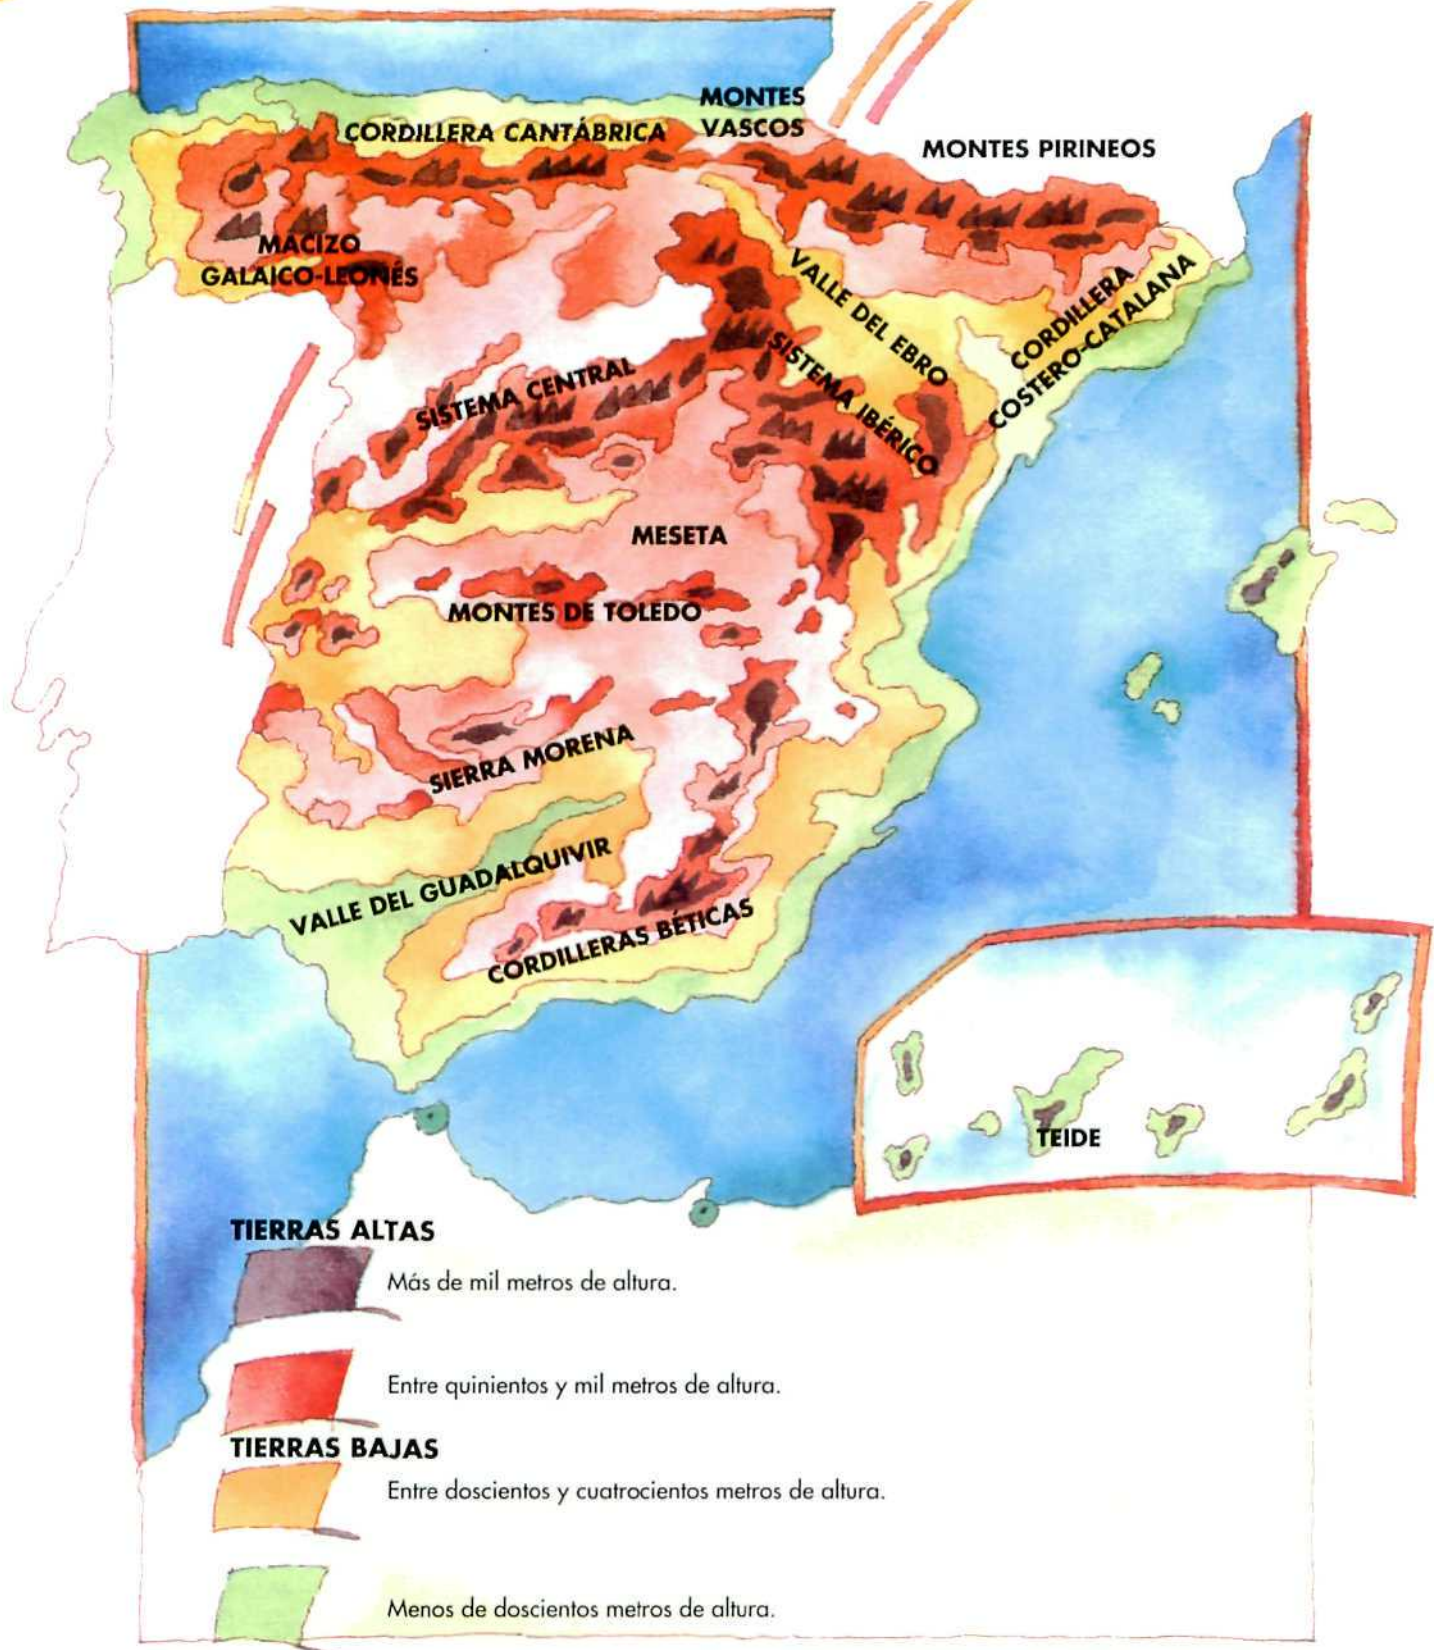 MONTES
VASCOS
CORDILLERA CANTÁBRICA
MONTES PIRINEOS
MACIZO
GALAICO-LEONÉS
VALLE DEL EBRO
CORDILLERA
COSTERO-CATALANA
SISTEMA CENTRAL
SISTEMA IBÉRICO
MESETA
MONTES DE TOLEDO
SIERRA MORENA
VALLE DEL GUADALQUIVIR
CORDILLERAS BÉTICAS
TEIDE
TIERRAS ALTAS
Más de mil metros de altura.
Entre quinientos y mil metros de altura.
TIERRAS BAJAS
Entre doscientos y cuatrocientos metros de altura.
Menos de doscientos metros de altura.